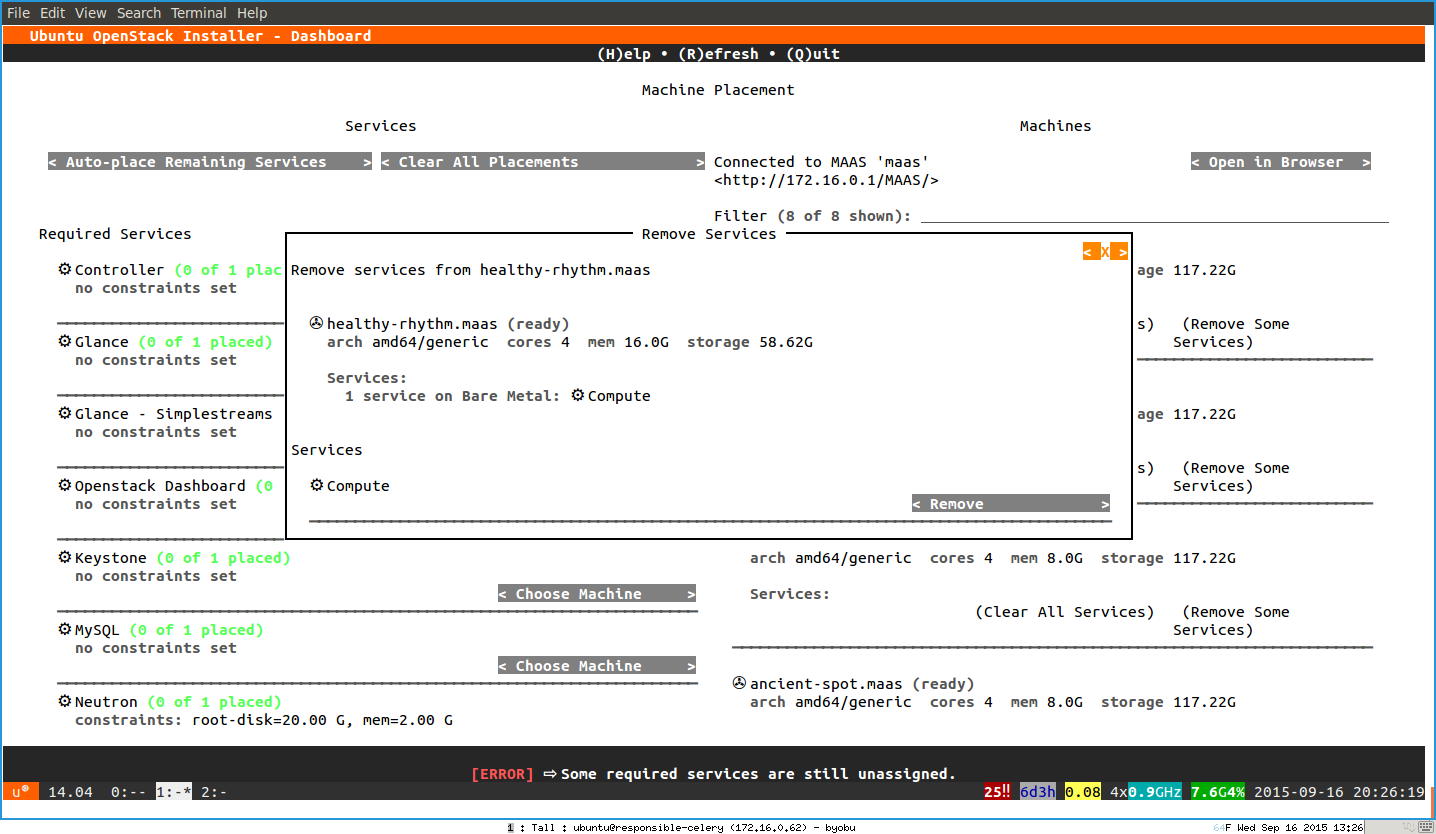 File Edit View Search Terminal Help
Ubuntu OpenStack Installer - Dashboard
(H)elp • (R)efresh • (Q)uit
Machine Placement
Services Machines
< Auto-place Remaining Services > < Clear All Placements > Connected to MAAS 'maas' < Open in Browser >
<http://172.16.0.1/MAAS/>
Filter (8 of 8 shown):
Required Services Remove Services
< X >
⚙ Controller (0 of 1 plac Remove services from healthy-rhythm.maas age 117.22G
no constraints set
✇ healthy-rhythm.maas (ready) s) (Remove Some
⚙ Glance (0 of 1 placed) arch amd64/generic cores 4 mem 16.0G storage 58.62G Services)
no constraints set
Services:
1 service on Bare Metal: ⚙ Compute
⚙ Glance - Simplestreams age 117.22G
no constraints set
Services
s) (Remove Some
⚙ Openstack Dashboard (0 ⚙ Compute Services)
no constraints set < Remove >
⚙ Keystone (0 of 1 placed) arch amd64/generic cores 4 mem 8.0G storage 117.22G
no constraints set
< Choose Machine > Services:
(Clear All Services) (Remove Some
⚙ MySQL (0 of 1 placed) Services)
no constraints set
< Choose Machine >
✇ ancient-spot.maas (ready)
⚙ Neutron (0 of 1 placed) arch amd64/generic cores 4 mem 8.0G storage 117.22G
constraints: root-disk=20.00 G, mem=2.00 G
[ERROR] ⇨ Some required services are still unassigned.
u® 14.04 0:-- 1:-* 2:- 25!! 6d3h 0.08 4x0.9GHz 7.6G4% 2015-09-16 20:26:19
1 : Tall : ubuntu@responsible-celery (172.16.0.62) - byobu 64F Wed Sep 16 2015 13:26